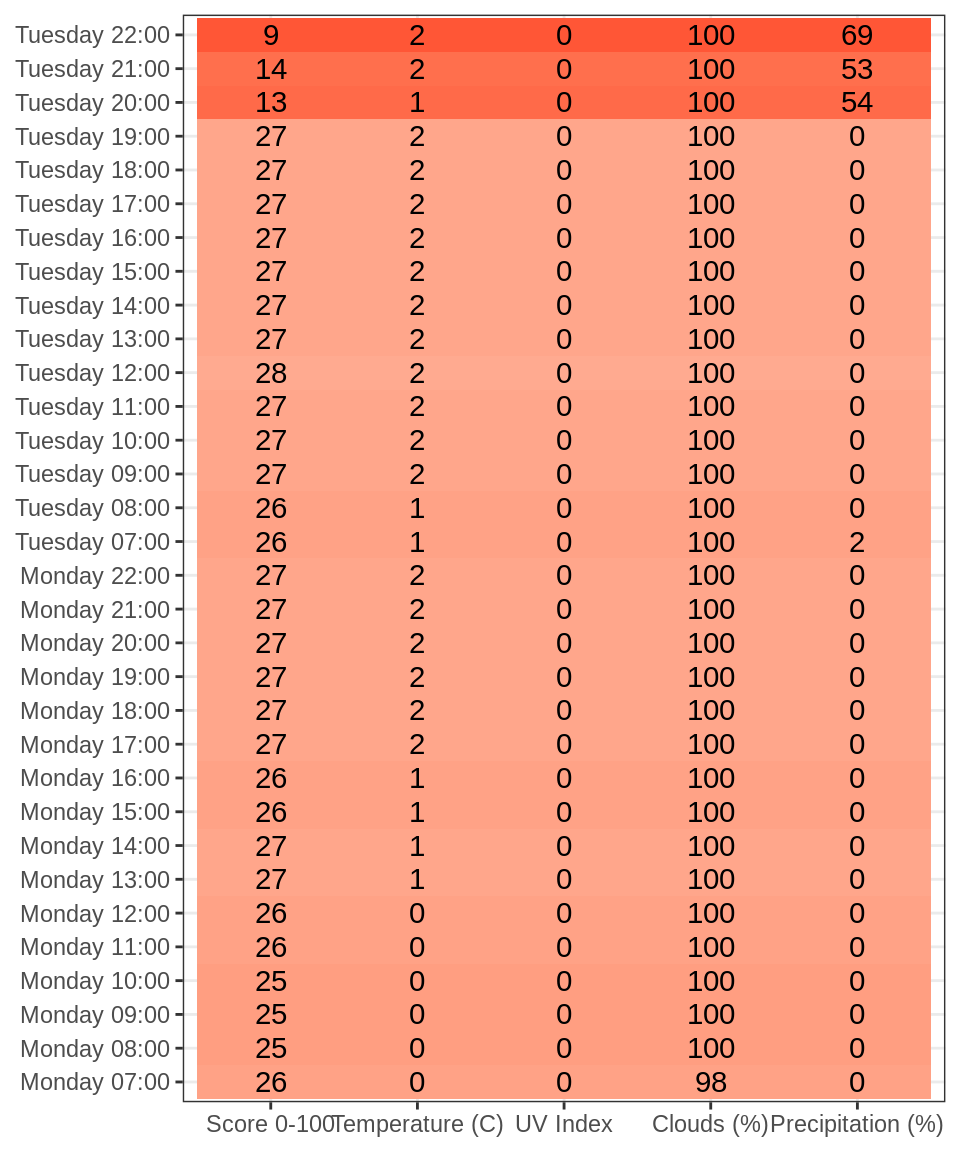 Tuesday 22:00 9 2 0 100 69
Tuesday 21:00 14 2 0 100 53
Tuesday 20:00 13 1 0 100 54
Tuesday 19:00 27 2 0 100 0
Tuesday 18:00 27 2 0 100 0
Tuesday 17:00 27 2 0 100 0
Tuesday 16:00 27 2 0 100 0
Tuesday 15:00 27 2 0 100 0
Tuesday 14:00 27 2 0 100 0
Tuesday 13:00 27 2 0 100 0
Tuesday 12:00 28 2 0 100 0
Tuesday 11:00 27 2 0 100 0
Tuesday 10:00 27 2 0 100 0
Tuesday 09:00 27 2 0 100 0
Tuesday 08:00 26 1 0 100 0
Tuesday 07:00 26 1 0 100 2
Monday 22:00 27 2 0 100 0
Monday 21:00 27 2 0 100 0
Monday 20:00 27 2 0 100 0
Monday 19:00 27 2 0 100 0
Monday 18:00 27 2 0 100 0
Monday 17:00 27 2 0 100 0
Monday 16:00 26 1 0 100 0
Monday 15:00 26 1 0 100 0
Monday 14:00 27 1 0 100 0
Monday 13:00 27 1 0 100 0
Monday 12:00 26 0 0 100 0
Monday 11:00 26 0 0 100 0
Monday 10:00 25 0 0 100 0
Monday 09:00 25 0 0 100 0
Monday 08:00 25 0 0 100 0
Monday 07:00 26 0 0 98 0
Score 0-100 Temperature (C) UV Index Clouds (%) Precipitation (%)